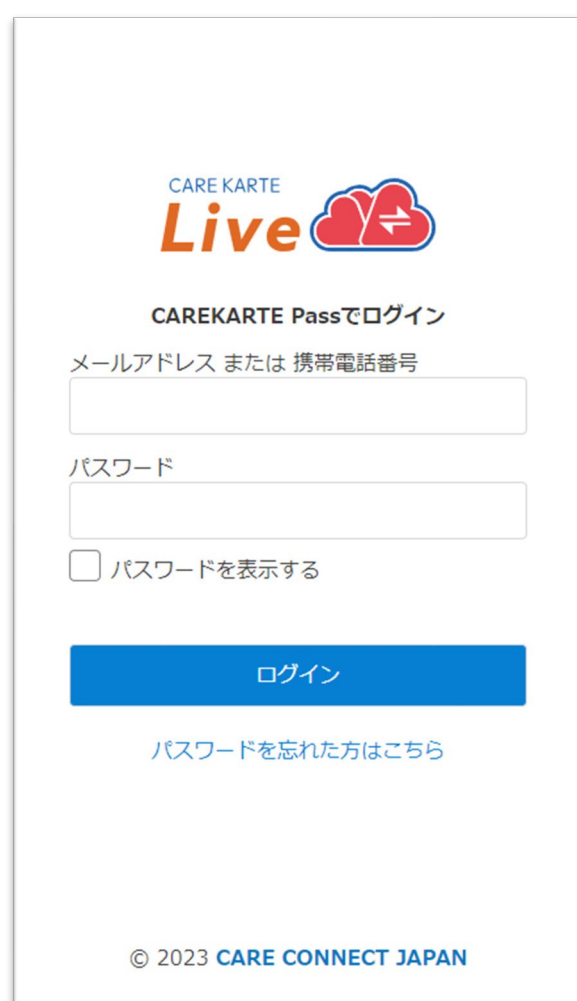 CARE KARTE
Live
CAREKARTE Passでログイン
メールアドレス または 携帯電話番号
パスワード
パスワードを表示する
ログイン
パスワードを忘れた方はこちら
© 2023 CARE CONNECT JAPAN